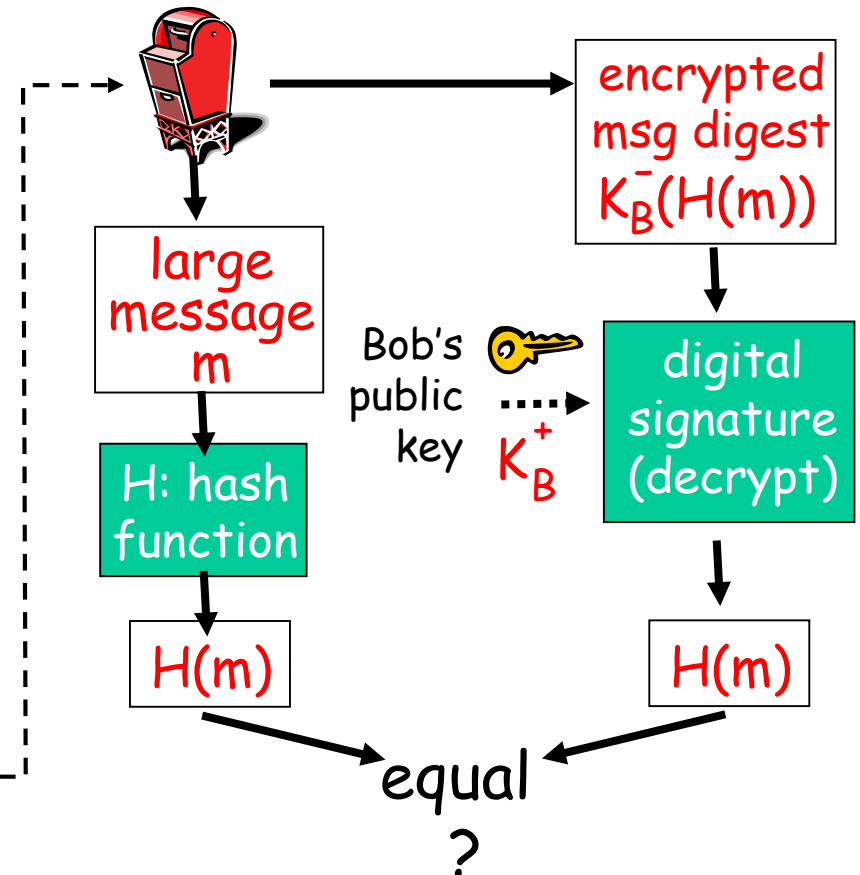 encrypted
msg digest
K_B^-(H(m))
large
message
m
Bob's
public
key
K_B^+
digital
signature
(decrypt)
H: hash
function
H(m)
H(m)
equal
?